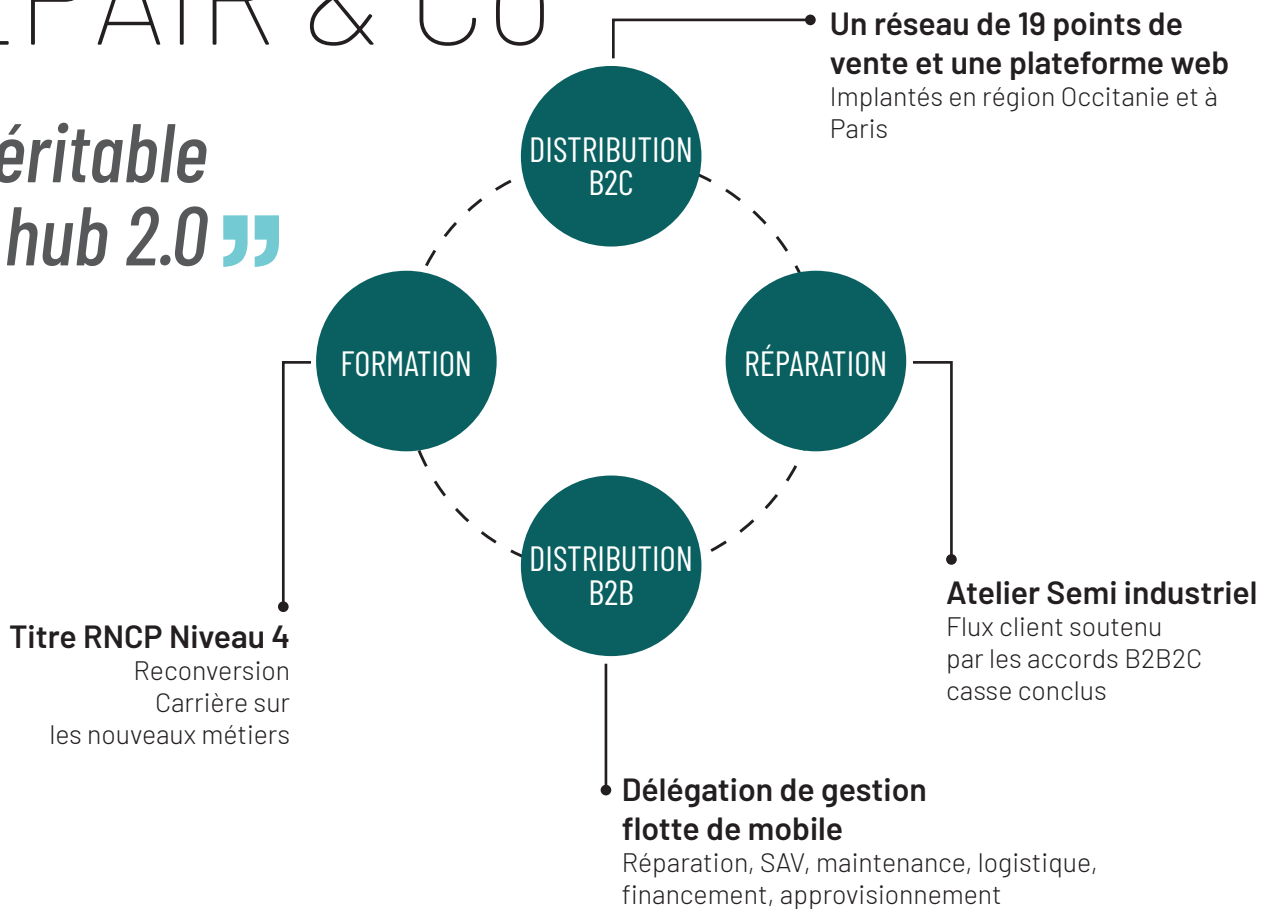 EPAIR & CO
éritable
hub 2.0 ”
Un réseau de 19 points de
vente et une plateforme web
Implantés en région Occitanie et à
Paris
DISTRIBUTION
B2C
FORMATION
RÉPARATION
DISTRIBUTION
B2B
Titre RNCP Niveau 4
Reconversion
Carrière sur
les nouveaux métiers
Atelier Semi industriel
Flux client soutenu
par les accords B2B2C
casse conclus
Délégation de gestion
flotte de mobile
Réparation, SAV, maintenance, logistique,
financement, approvisionnement